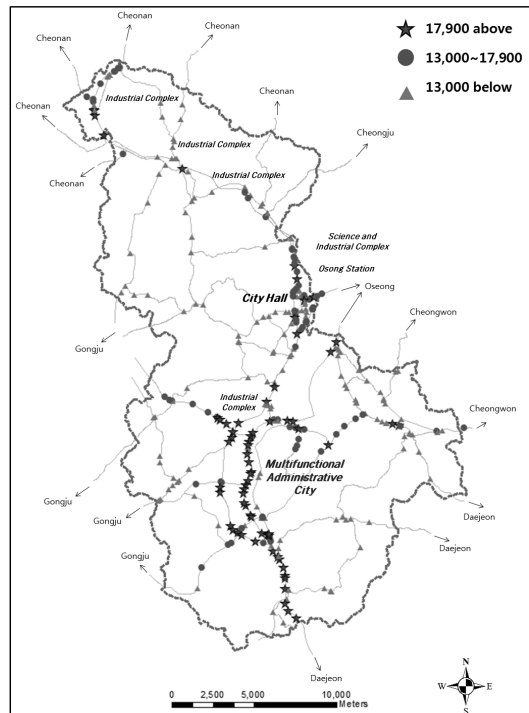 17,900 above
13,000~17,900
13,000 below
Cheonan
Cheonan
Cheonan
Cheonan
Cheonan
Cheonan
Cheongju
Industrial Complex
Industrial Complex
Industrial Complex
Science and
Industrial Complex
Osong Station
City Hall
Oseong
Cheongwon
Gongju
Industrial
Complex
Cheongwon
Multifunctional
Administrative
City
Gongju
Gongju
Daejeon
Gongju
Daejeon
Daejeon
N
W E
S
0 2,500 5,000 10,000
Meters